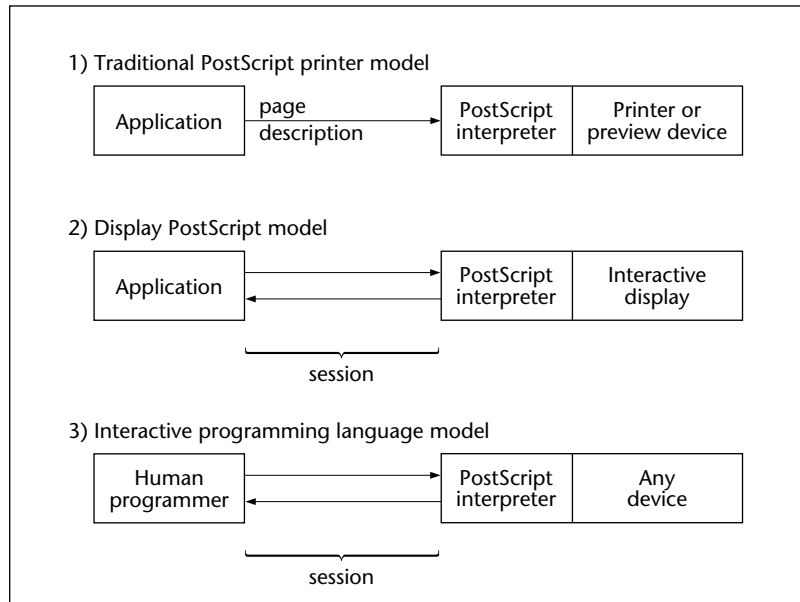 1) Traditional PostScript printer model
Application
page
description
PostScript
interpreter
Printer or
preview device
2) Display PostScript model
Application
PostScript
interpreter
Interactive
display
session
3) Interactive programming language model
Human
programmer
PostScript
interpreter
Any
device
session